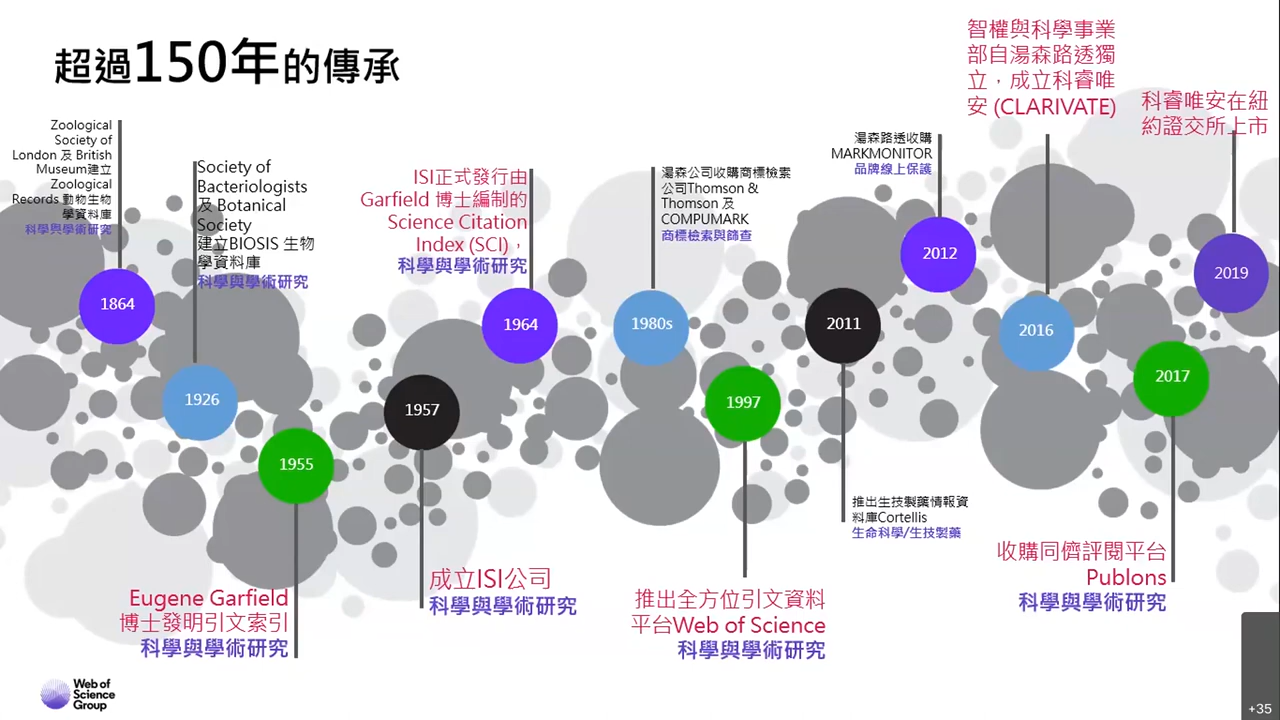 超過150年的傳承
Zoological
Society of
London 及 British
Museum建立
Zoological
Records 動物生物
學資料庫
科學與學術研究
1864
Society of
Bacteriologists
及 Botanical
Society
建立BIOSIS 生物
學資料庫
科學與學術研究
1926
1955
Eugene Garfield
博士發明引文索引
科學與學術研究
1957
成立ISI公司
科學與學術研究
ISI正式發行由
Garfield 博士編制的
Science Citation
Index (SCI)，
科學與學術研究
1964
湯森公司收購商標檢索
公司Thomson &
Thomson 及
COMPUMARK
商標檢索與篩查
1980s
1997
推出全方位引文資料
平台Web of Science
科學與學術研究
2011
推出生技製藥情報資
料庫Cortellis
生命科學/生技製藥
湯森路透收購
MARKMONITOR
品牌線上保護
2012
智權與科學事業
部自湯森路透獨
立，成立科睿唯
安 (CLARIVATE)
2016
2017
收購同儕評閱平台
Publons
科學與學術研究
科睿唯安在紐
約證交所上市
2019
Web of
Science
Group
+35